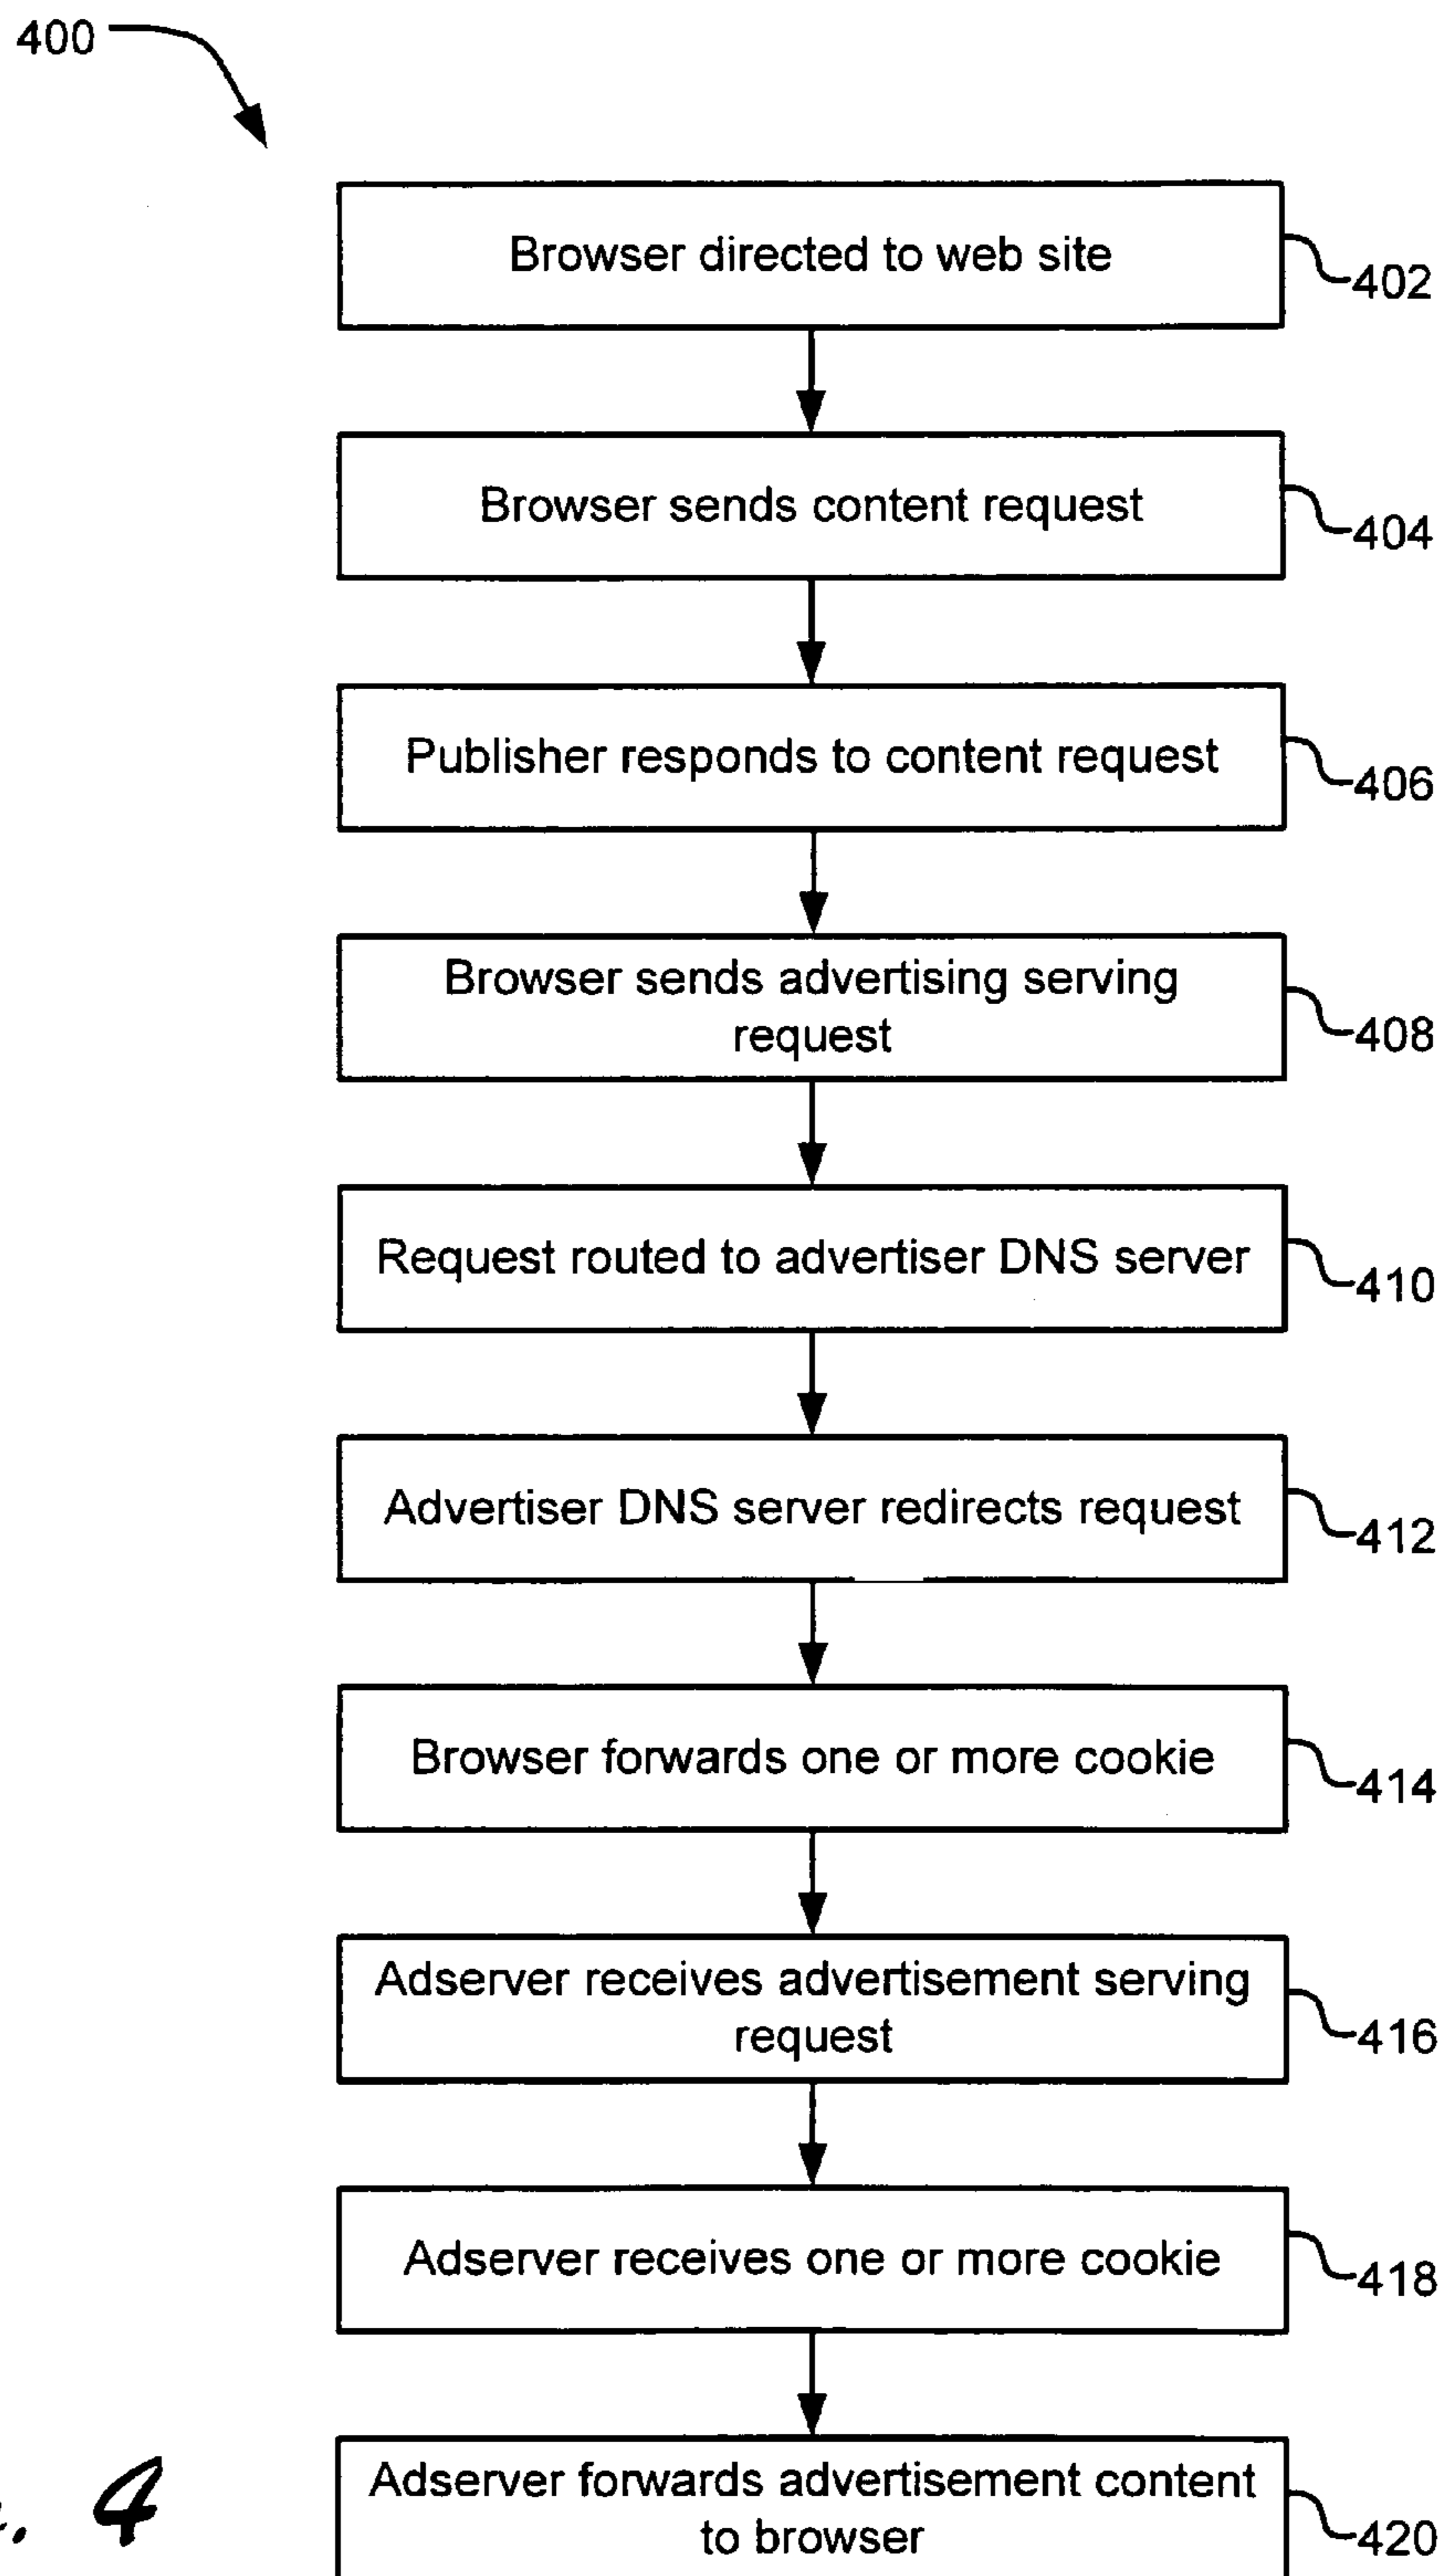 400
Browser directed to web site
402
Browser sends content request
404
Publisher responds to content request
406
Browser sends advertising serving
request
408
Request routed to advertiser DNS server
410
Advertiser DNS server redirects request
412
Browser forwards one or more cookie
414
Adserver receives advertisement serving
request
416
Adserver receives one or more cookie
418
Adserver forwards advertisement content
to browser
420
4